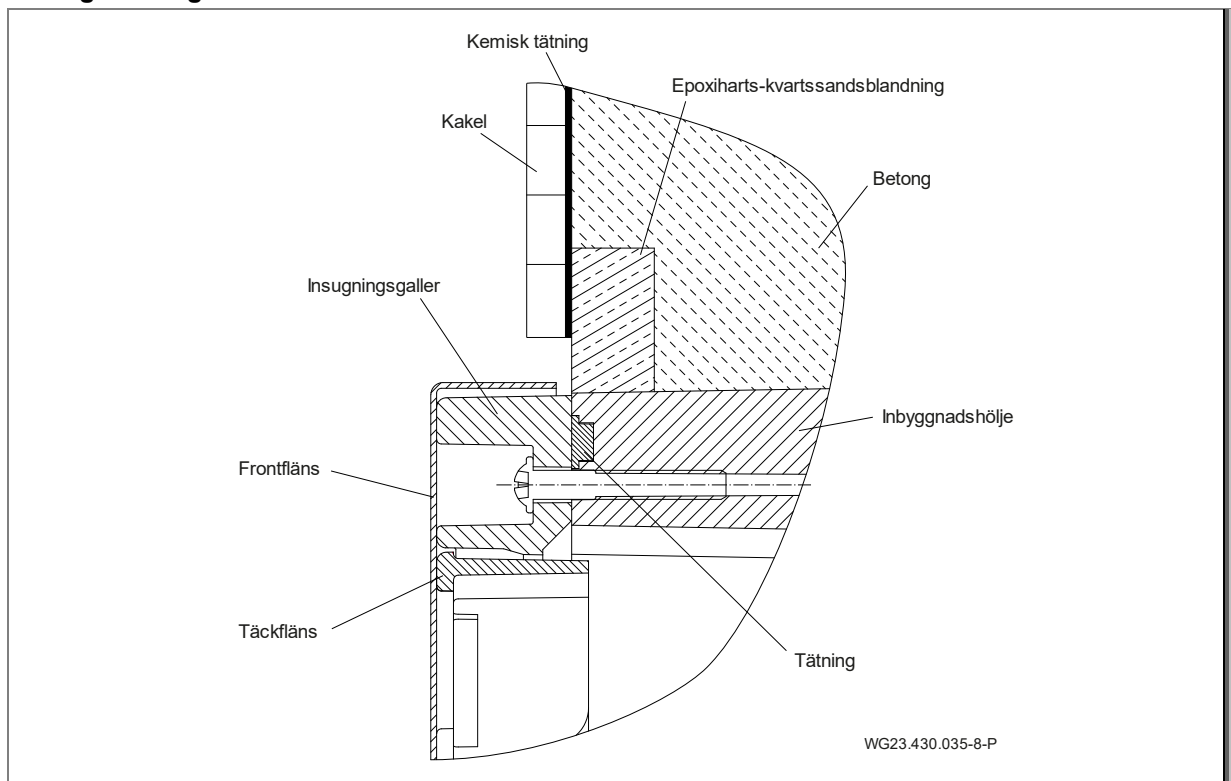 Kemisk tätning
Epoxiharts-kvartssandsblandning
Kakel
Betong
Insugningsgaller
Inbyggnadshölje
Frontfläns
Täckfläns
Tätning
WG23.430.035-8-P